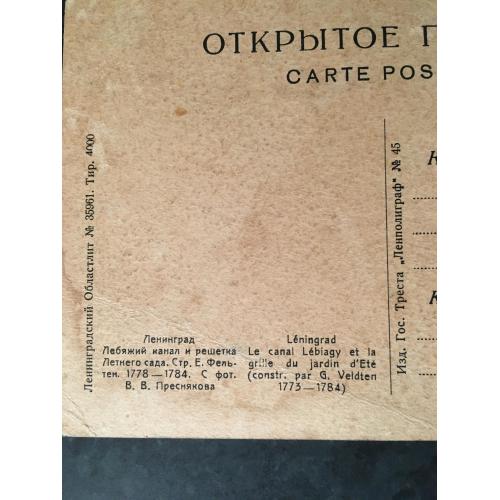 ОТКРЫТОЕ
CARTE POS
Ленинградский Областлит № 35961. Тир. 4000
Ленинград
Лебяжий канал и решетка
Летнего сада. Стр. Е. Фель-
тен. 1778—1784. С фот.
В. В. Преснякова
Léningrad
Le canal Lébiagy et la
grille du jardin d'Eté
(constr. par G. Veldten
1773—1784)
Изд. Гос. Треста „Ленполиграф" № 45